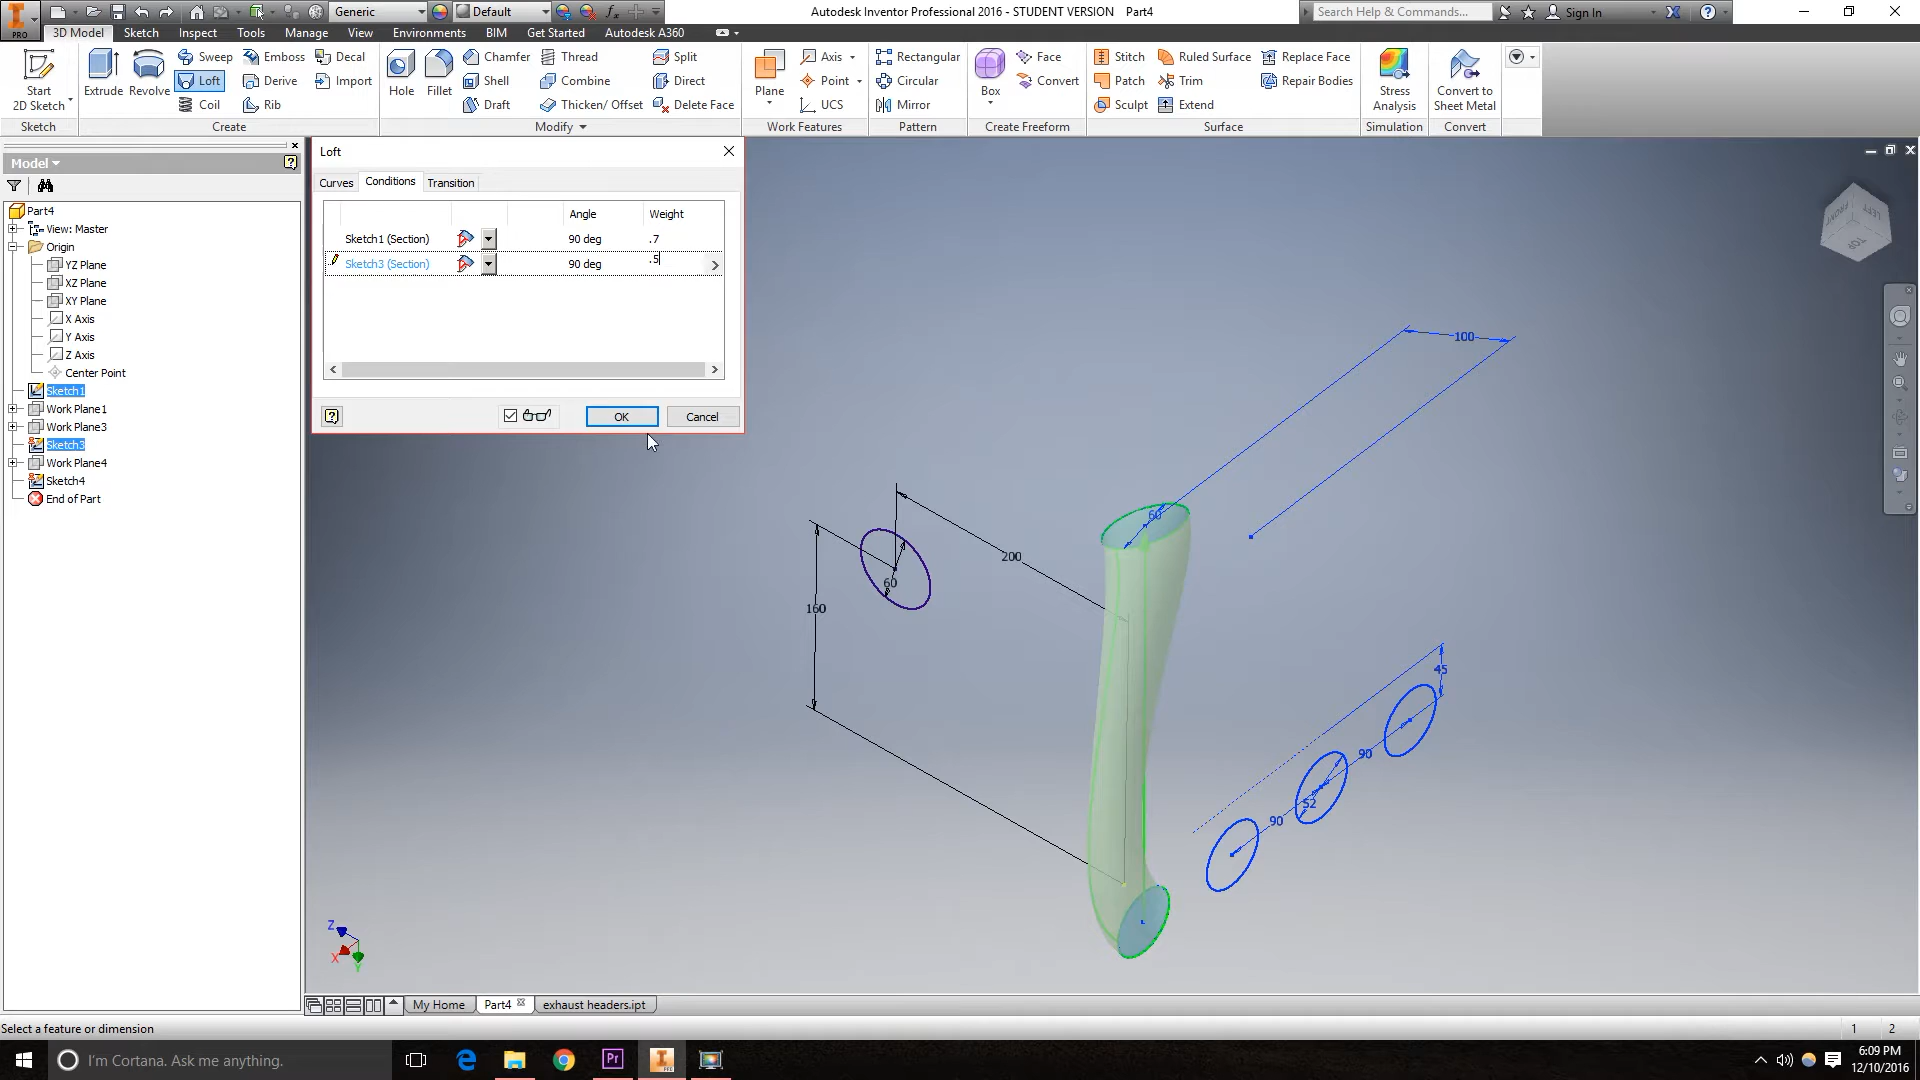 Generic
Default
Autodesk Inventor Professional 2016 - STUDENT VERSION Part4
Search Help & Commands...
Sign In
PRO
3D Model Sketch Inspect Tools Manage View Environments BIM Get Started Autodesk A360
Start
2D Sketch
Sketch
Extrude
Revolve
Sweep
Loft
Coil
Emboss
Derive
Rib
Decal
Import
Create
Hole
Fillet
Chamfer
Shell
Draft
Thread
Combine
Thicken/ Offset
Split
Direct
Delete Face
Modify
Plane
Axis
Point
UCS
Work Features
Rectangular
Circular
Mirror
Pattern
Box
Face
Convert
Create Freeform
Stitch
Patch
Sculpt
Ruled Surface
Trim
Extend
Replace Face
Repair Bodies
Surface
Stress
Analysis
Simulation
Convert to
Sheet Metal
Convert
Model
Part4
View: Master
Origin
YZ Plane
XZ Plane
XY Plane
X Axis
Y Axis
Z Axis
Center Point
Sketch1
Work Plane1
Work Plane3
Sketch3
Work Plane4
Sketch4
End of Part
Loft
Curves Conditions Transition
Angle Weight
Sketch1 (Section) 90 deg .7
Sketch3 (Section) 90 deg .5
OK Cancel
FRONT
LEFT
TOP
100
60
200
60
160
45
90
52
90
Z
X
Y
My Home Part4 exhaust headers.ipt
Select a feature or dimension
1 2
I'm Cortana. Ask me anything.
Pr
PRO
6:09 PM
12/10/2016